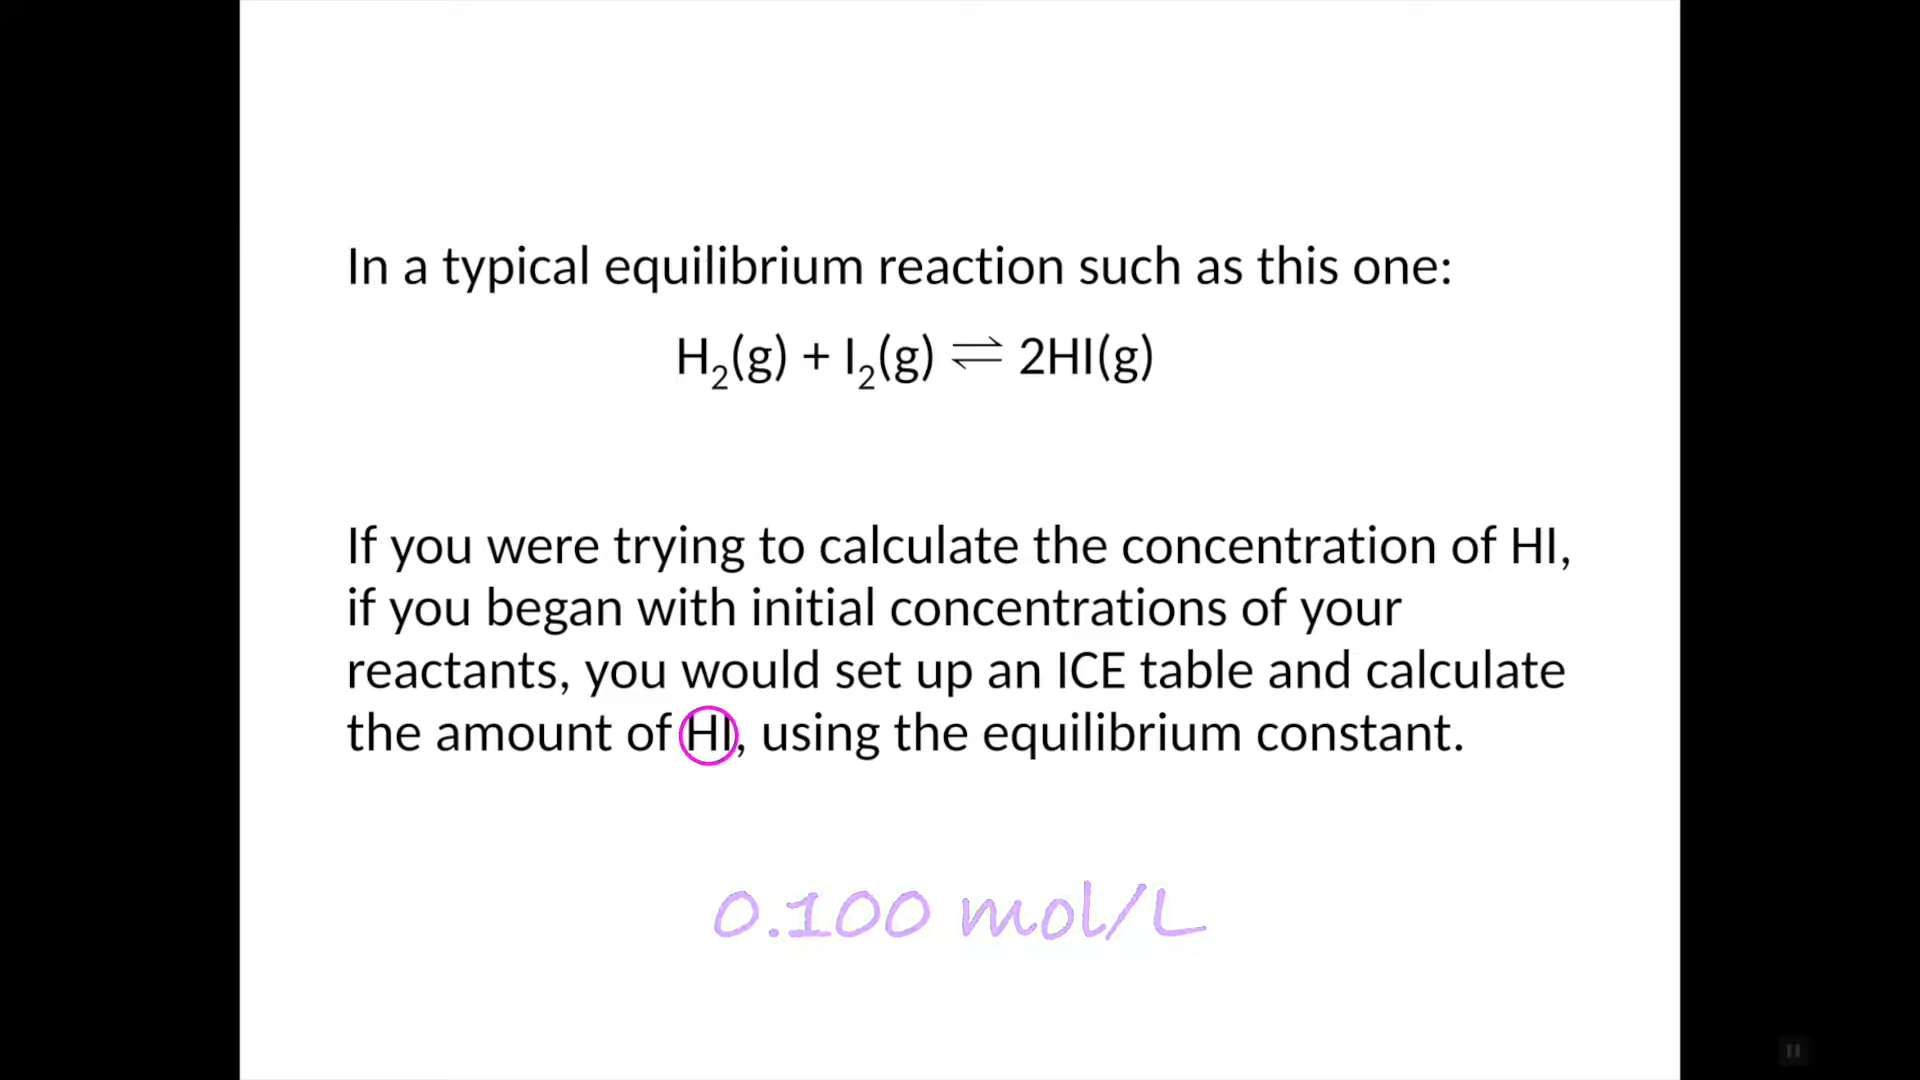 In a typical equilibrium reaction such as this one:
H₂(g) + I₂(g) ⇌ 2HI(g)
If you were trying to calculate the concentration of HI,
if you began with initial concentrations of your
reactants, you would set up an ICE table and calculate
the amount of HI, using the equilibrium constant.
0.100 mol/L